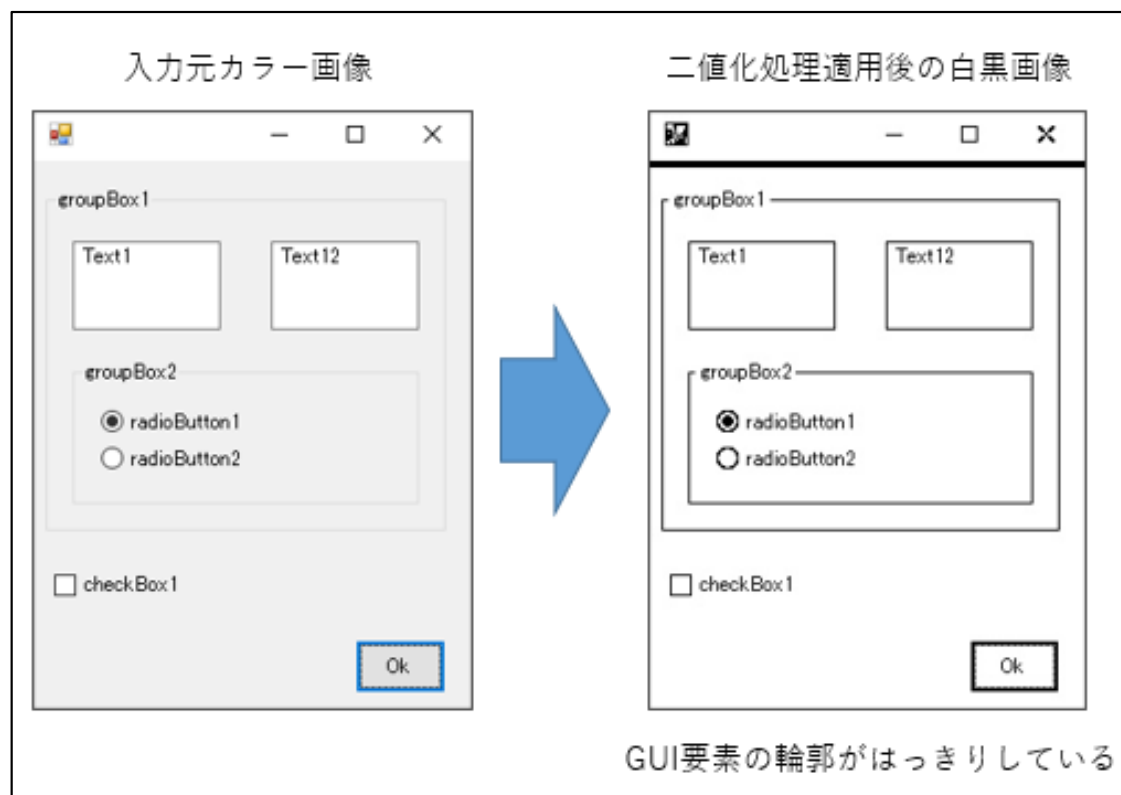 入力元カラー画像
二値化処理適用後の白黒画像
groupBox1
Text1
Text12
groupBox2
radioButton1
radioButton2
checkBox1
Ok
groupBox1
Text1
Text12
groupBox2
radioButton1
radioButton2
checkBox1
Ok
GUI要素の輪郭がはっきりしている